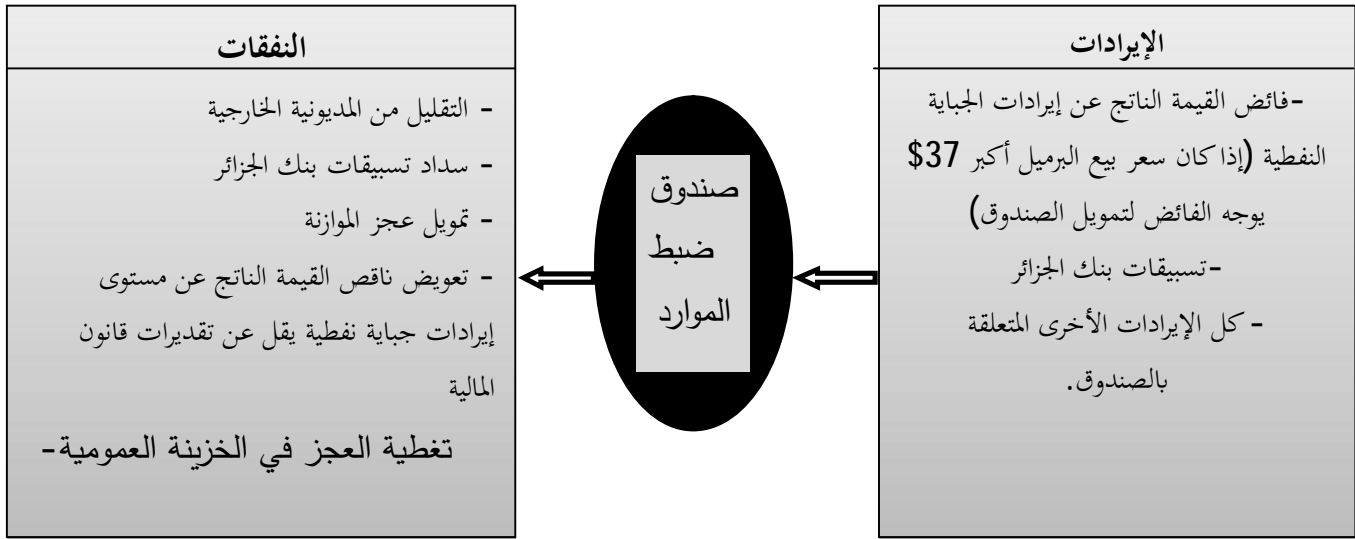 الإيرادات
-فائض القيمة الناتج عن إيرادات الجباية
النفطية (إذا كان سعر بيع البرميل أكبر 37$
يوجه الفائض لتمويل الصندوق)
-تسبيقات بنك الجزائر
- كل الإيرادات الأخرى المتعلقة
بالصندوق.
صندوق
ضبط
الموارد
النفقات
- التقليل من المديونية الخارجية
- سداد تسبيقات بنك الجزائر
- تمويل عجز الموازنة
- تعويض ناقص القيمة الناتج عن مستوى
إيرادات جباية نفطية يقل عن تقديرات قانون
المالية
تغطية العجز في الخزينة العمومية-